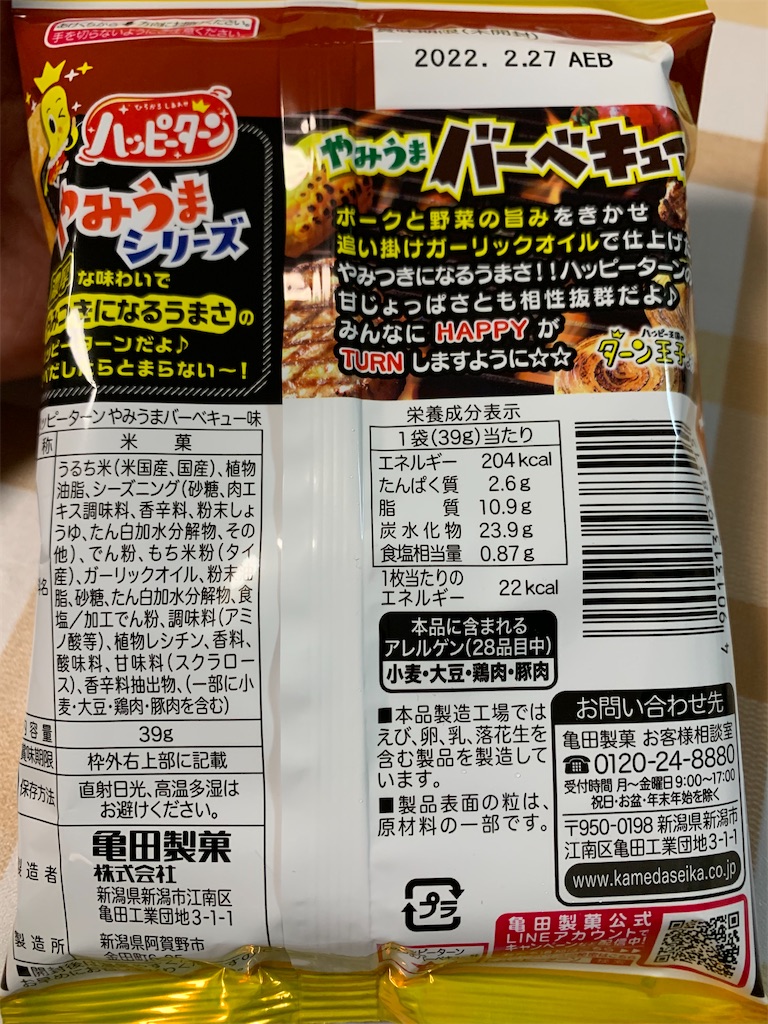 手を切らないように
2022. 2.27 AEB
ハッピーターン
やみうま
シリーズ
な味わいで
きになるうまさの
ッピーターンだよ♪
だしたらとまらない〜!
やみうま バーベキュー
ポークと野菜の旨みをきかせ
追い掛けガーリックオイルで仕上げた
やみつきになるうまさ!!ハッピーターンの
甘じょっぱさとも相性抜群だよ♪
みんなに HAPPY が
TURN しますように☆☆
ターン王子
ッピーターン やみうまバーベキュー味
称 米菓
うるち米(米国産、国産)、植物
油脂、シーズニング(砂糖、肉エ
キス調味料、香辛料、粉末しょ
うゆ、たん白加水分解物、その
他)、でん粉、もち米粉(タイ
産)、ガーリックオイル、粉末油
脂、砂糖、たん白加水分解物、食
塩/加工でん粉、調味料(アミ
ノ酸等)、植物レシチン、香料、
酸味料、甘味料(スクラロー
ス)、香辛料抽出物、(一部に小
麦・大豆・鶏肉・豚肉を含む)
名
内容量 39g
賞味期限 枠外右上部に記載
保存方法 直射日光、高温多湿は
お避けください。
製造者 亀田製菓
株式会社
新潟県新潟市江南区
亀田工業団地3-1-1
製造所 新潟県阿賀野市
栄養成分表示
1袋(39g)当たり
エネルギー 204kcal
たんぱく質 2.6g
脂質 10.9g
炭水化物 23.9g
食塩相当量 0.87g
1枚当たりの
エネルギー 22kcal
本品に含まれる
アレルゲン(28品目中)
小麦・大豆・鶏肉・豚肉
■本品製造工場では
えび、卵、乳、落花生を
含む製品を製造して
います。
■製品表面の粒は、
原材料の一部です。
プラ
お問い合わせ先
亀田製菓 お客様相談室
☎0120-24-8880
受付時間 月〜金曜日9:00〜17:00
祝日・お盆・年末年始を除く
〒950-0198 新潟県新潟市
江南区亀田工業団地3-1-1
www.kamedaseika.co.jp
亀田製菓公式
LINEアカウントで